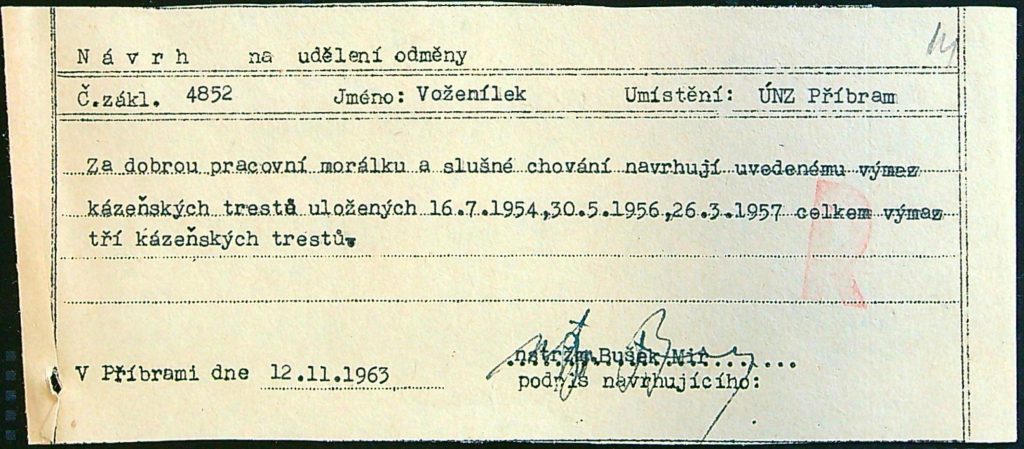 14
N á v r h   na udělení odměny
Č.zákl. 4852   Jméno: Voženílek   Umístění: ÚNZ Příbram
Za dobrou pracovní morálku a slušné chování navrhují uvedenému výmaz
kázeňských trestů uložených 16.7.1954,,30.5.1956,,26.3.1957 celkem výmaz
tří kázeňských trestů.
R
nstržm.Bušek Mir
V Příbrami dne 12.11.1963
podpis navrhujícího: